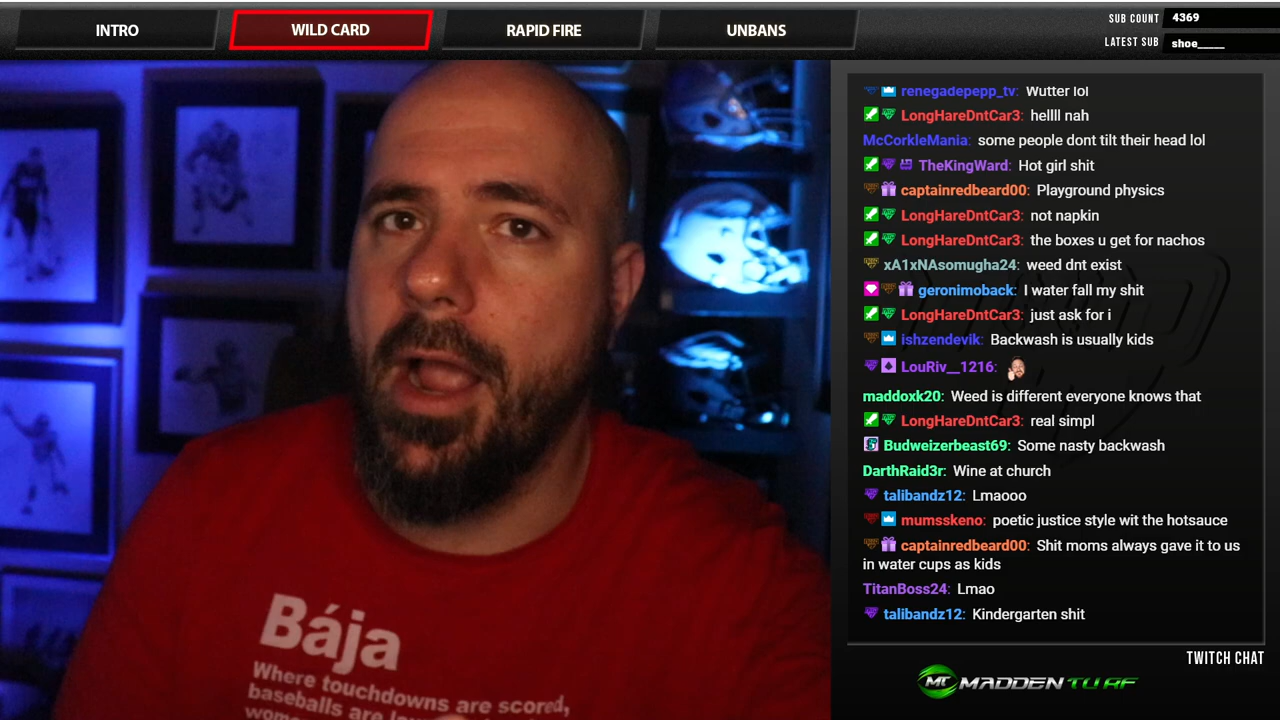 INTRO
WILD CARD
RAPID FIRE
UNBANS
SUB COUNT 4369
LATEST SUB shoe_____
renegadepepp_tv: Wutter lol
LongHareDntCar3: hellll nah
McCorkleMania: some people dont tilt their head lol
TheKingWard: Hot girl shit
captainredbeard00: Playground physics
LongHareDntCar3: not napkin
LongHareDntCar3: the boxes u get for nachos
xA1xNAsomugha24: weed dnt exist
geronimoback: I water fall my shit
LongHareDntCar3: just ask for i
ishzendevik: Backwash is usually kids
LouRiv__1216:
maddoxk20: Weed is different everyone knows that
LongHareDntCar3: real simpl
Budweizerbeast69: Some nasty backwash
DarthRaid3r: Wine at church
talibandz12: Lmaooo
mumsskeno: poetic justice style wit the hotsauce
captainredbeard00: Shit moms always gave it to us
in water cups as kids
TitanBoss24: Lmao
talibandz12: Kindergarten shit
TWITCH CHAT
MT MADDEN TURF
Bája
Where touchdowns are scored,
baseballs are